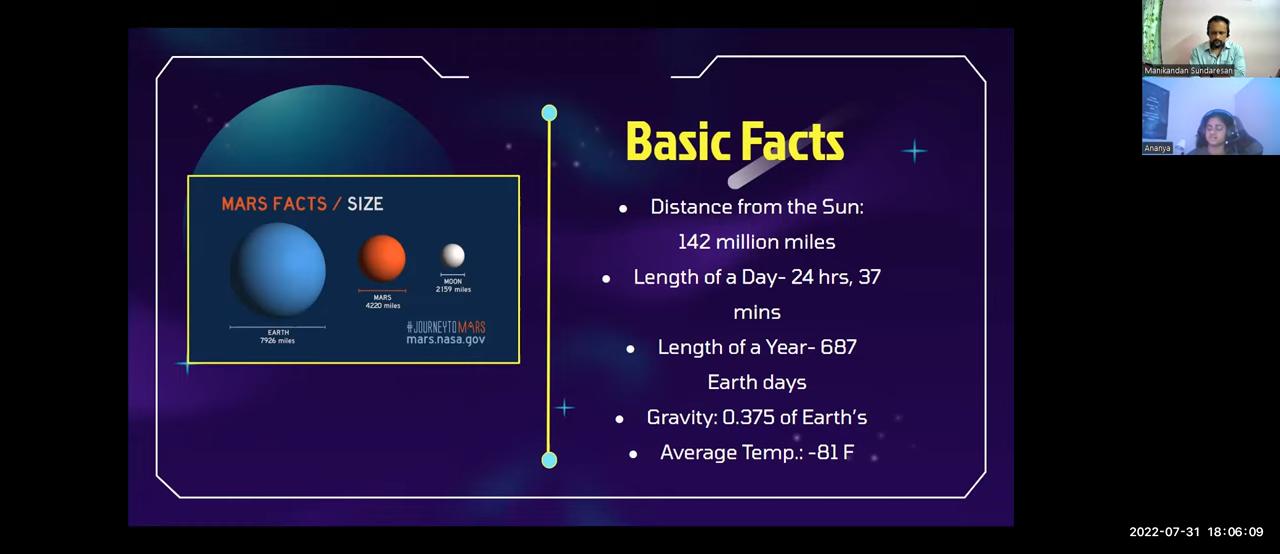 MARS FACTS / SIZE
EARTH
7926 miles
MARS
4220 miles
MOON
2159 miles
#JOURNEYTOMARS
mars.nasa.gov
Basic Facts
• Distance from the Sun:
142 million miles
• Length of a Day- 24 hrs, 37
mins
• Length of a Year- 687
Earth days
• Gravity: 0.375 of Earth's
• Average Temp.: -81 F
Manikandan Sundaresan
Ananya
2022-07-31 18:06:09